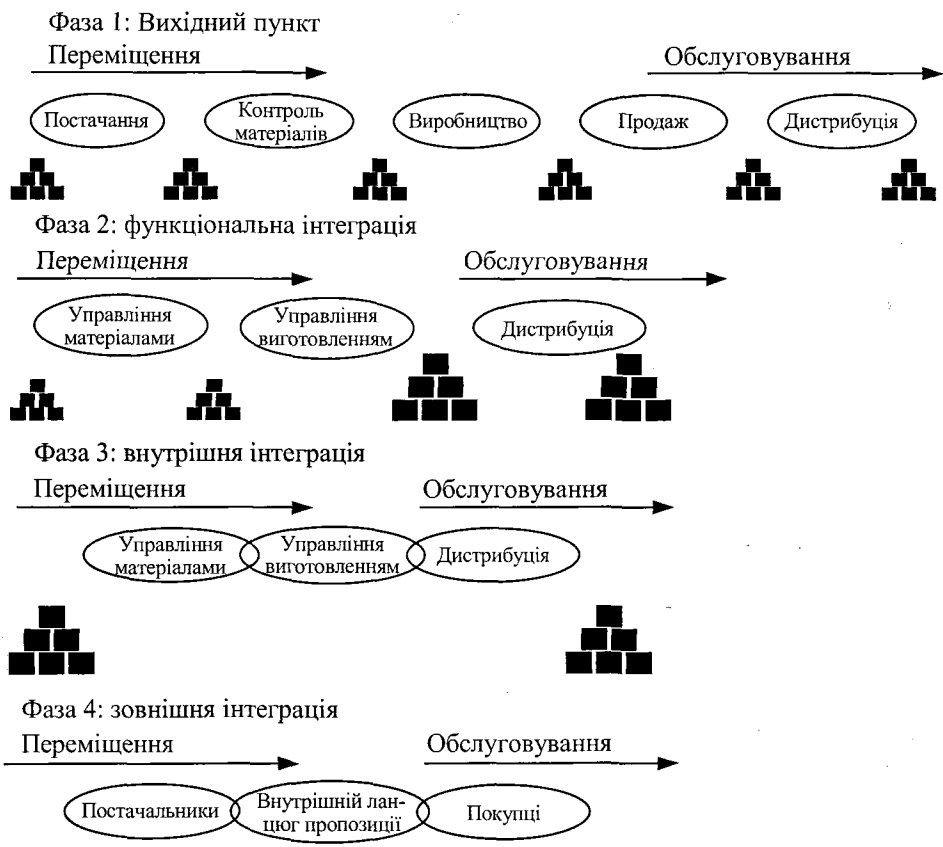 Фаза 1: Вихідний пункт
Переміщення
Обслуговування
Постачання
Контроль
матеріалів
Виробництво
Продаж
Дистрибуція
Фаза 2: функціональна інтеграція
Переміщення
Обслуговування
Управління
матеріалами
Управління
виготовленням
Дистрибуція
Фаза 3: внутрішня інтеграція
Переміщення
Обслуговування
Управління
матеріалами
Управління
виготовленням
Дистрибуція
Фаза 4: зовнішня інтеграція
Переміщення
Обслуговування
Постачальники
Внутрішній лан-
цюг пропозиції
Покупці